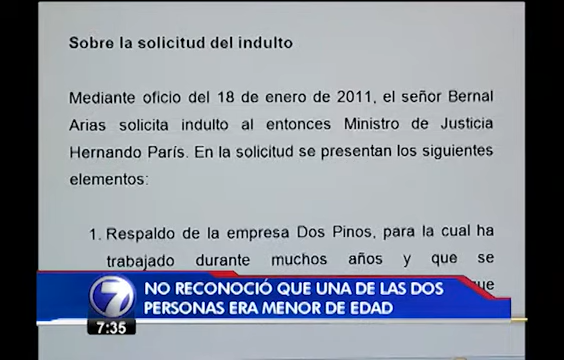 Sobre la solicitud del indulto
Mediante oficio del 18 de enero de 2011, el señor Bernal
Arias solicita indulto al entonces Ministro de Justicia
Hernando París. En la solicitud se presentan los siguientes
elementos:
1. Respaldo de la empresa Dos Pinos, para la cual ha
trabajado durante muchos años y que se
NO RECONOCIÓ QUE UNA DE LAS DOS
PERSONAS ERA MENOR DE EDAD
7
7:35